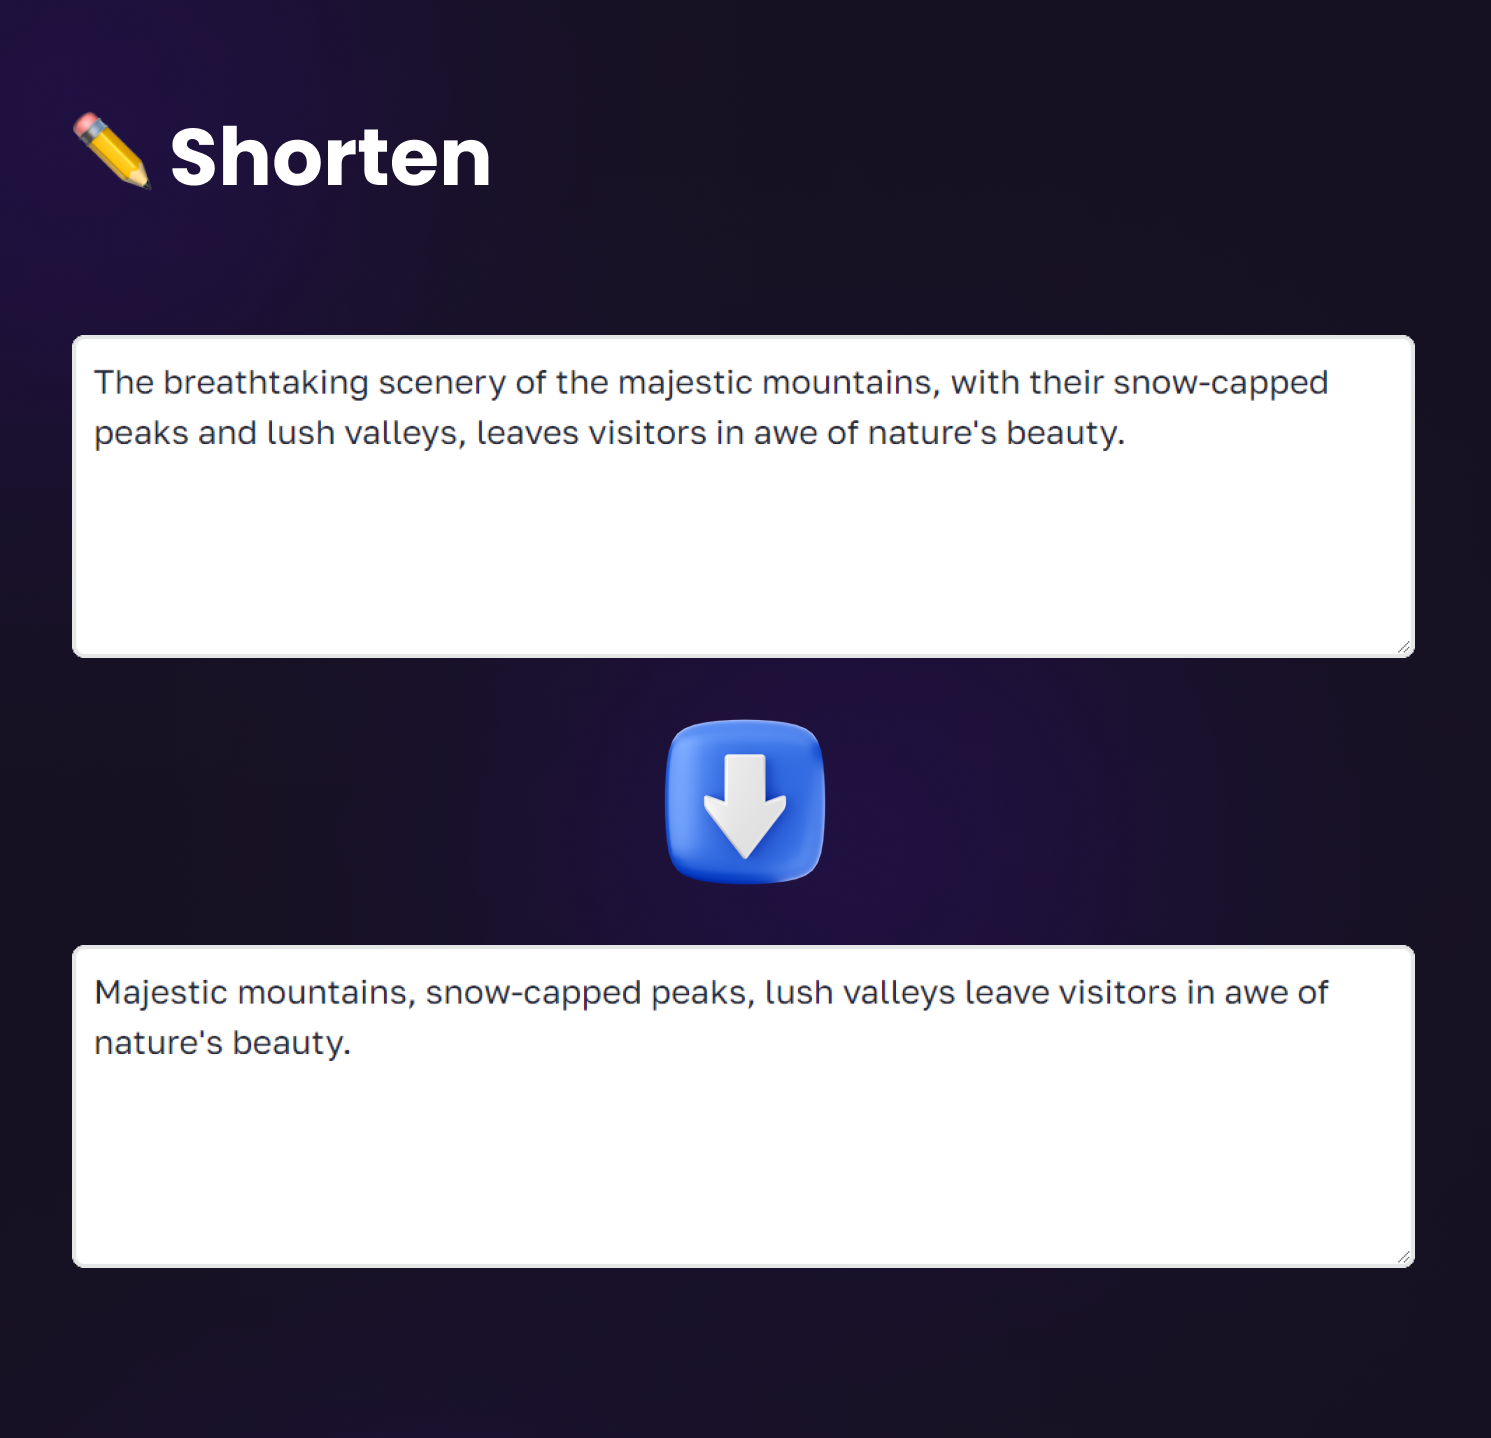 Shorten
The breathtaking scenery of the majestic mountains, with their snow-capped
peaks and lush valleys, leaves visitors in awe of nature's beauty.
Majestic mountains, snow-capped peaks, lush valleys leave visitors in awe of
nature's beauty.